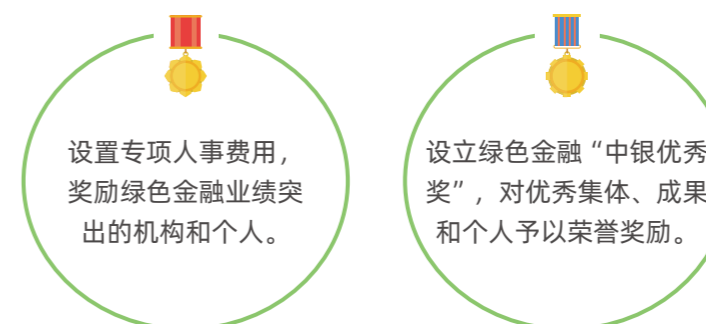 设置专项人事费用，
奖励绿色金融业绩突
出的机构和个人。
设立绿色金融“中银优秀
奖”，对优秀集体、成果
和个人予以荣誉奖励。